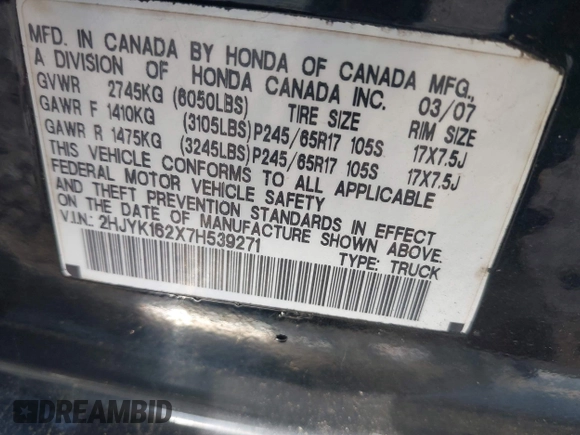 MFD. IN CANADA BY HONDA OF CANADA MFG.,
A DIVISION OF HONDA CANADA INC. 03/07
GVWR 2745KG (6050LBS) TIRE SIZE RIM SIZE
GAWR F 1410KG (3105LBS) P245/65R17 105S 17X7.5J
GAWR R 1475KG (3245LBS) P245/65R17 105S 17X7.5J
THIS VEHICLE CONFORMS TO ALL APPLICABLE
FEDERAL MOTOR VEHICLE SAFETY, BUMPER,
AND THEFT PREVENTION STANDARDS IN EFFECT
ON THE DATE OF MANUFACTURE SHOWN ABOVE.
V.I.N.: 2HJYK162X7H539271 TYPE: TRUCK
DREAMBID